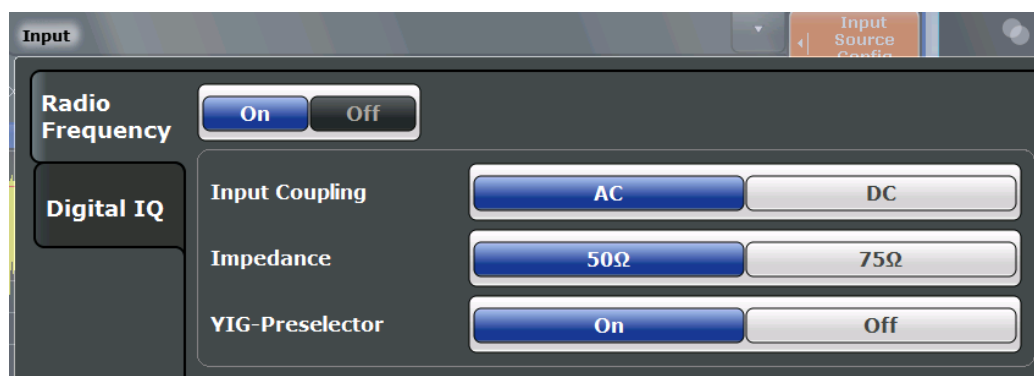 Input
Input
Source
Config
Radio
Frequency
On Off
Digital IQ
Input Coupling AC DC
Impedance 50Ω 75Ω
YIG-Preselector On Off